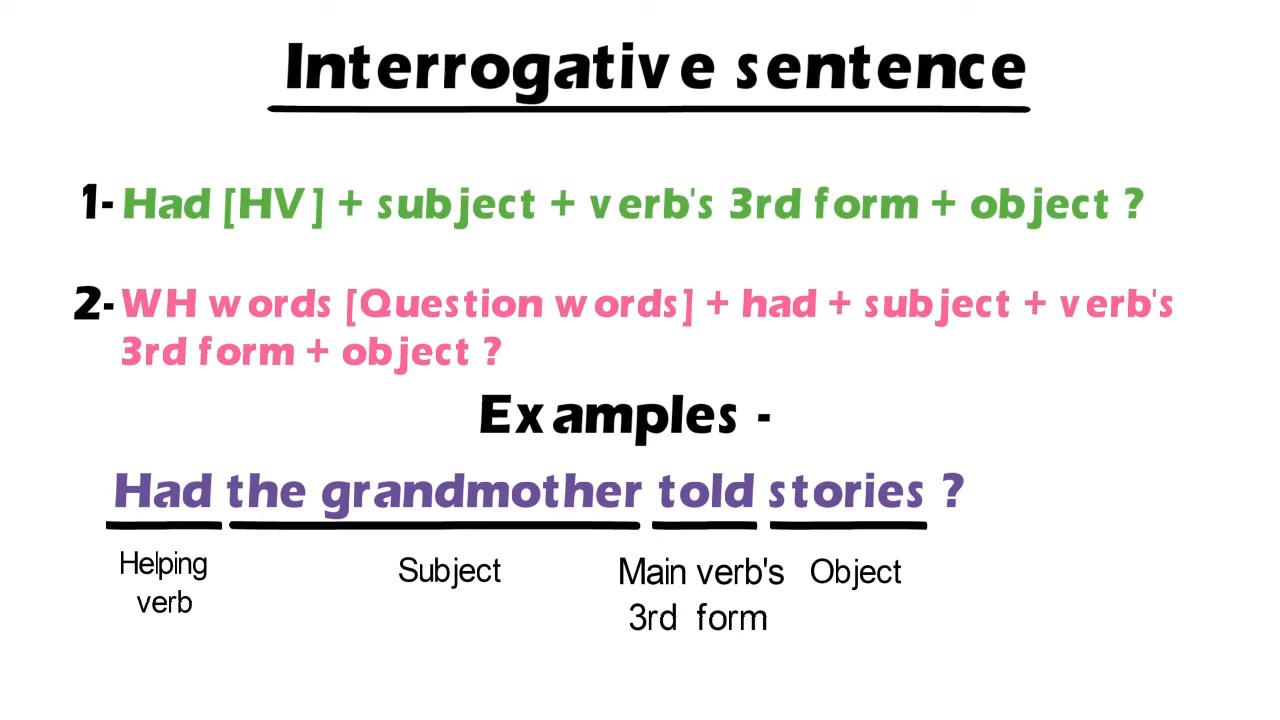 Interrogative sentence
1- Had [HV] + subject + verb's 3rd form + object ?
2- WH words [Question words] + had + subject + verb's
3rd form + object ?
Examples -
Had the grandmother told stories ?
Helping verb Subject Main verb's 3rd form Object